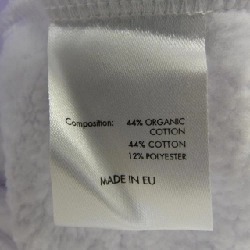 Composition: 44% ORGANIC
COTTON
44% COTTON
12% POLYESTER
MADE IN EU